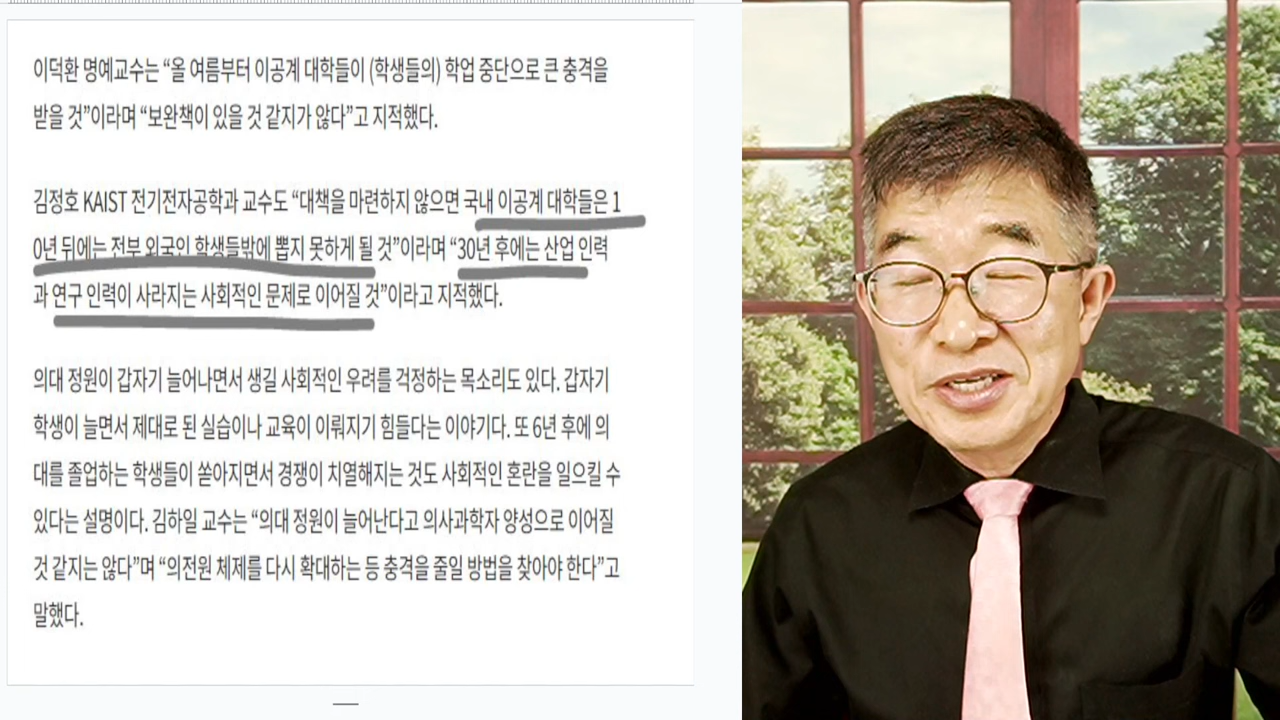 이덕환 명예교수는 “올 여름부터 이공계 대학들이 (학생들의) 학업 중단으로 큰 충격을
받을 것”이라며 “보완책이 있을 것 같지가 않다”고 지적했다.
김정호 KAIST 전기전자공학과 교수도 “대책을 마련하지 않으면 국내 이공계 대학들은 1
0년 뒤에는 전부 외국인 학생들밖에 뽑지 못하게 될 것”이라며 “30년 후에는 산업 인력
과 연구 인력이 사라지는 사회적인 문제로 이어질 것”이라고 지적했다.
의대 정원이 갑자기 늘어나면서 생길 사회적인 우려를 걱정하는 목소리도 있다. 갑자기
학생이 늘면서 제대로 된 실습이나 교육이 이뤄지기 힘들다는 이야기다. 또 6년 후에 의
대를 졸업하는 학생들이 쏟아지면서 경쟁이 치열해지는 것도 사회적인 혼란을 일으킬 수
있다는 설명이다. 김하일 교수는 “의대 정원이 늘어난다고 의사과학자 양성으로 이어질
것 같지는 않다”며 “의전원 체제를 다시 확대하는 등 충격을 줄일 방법을 찾아야 한다”고
말했다.